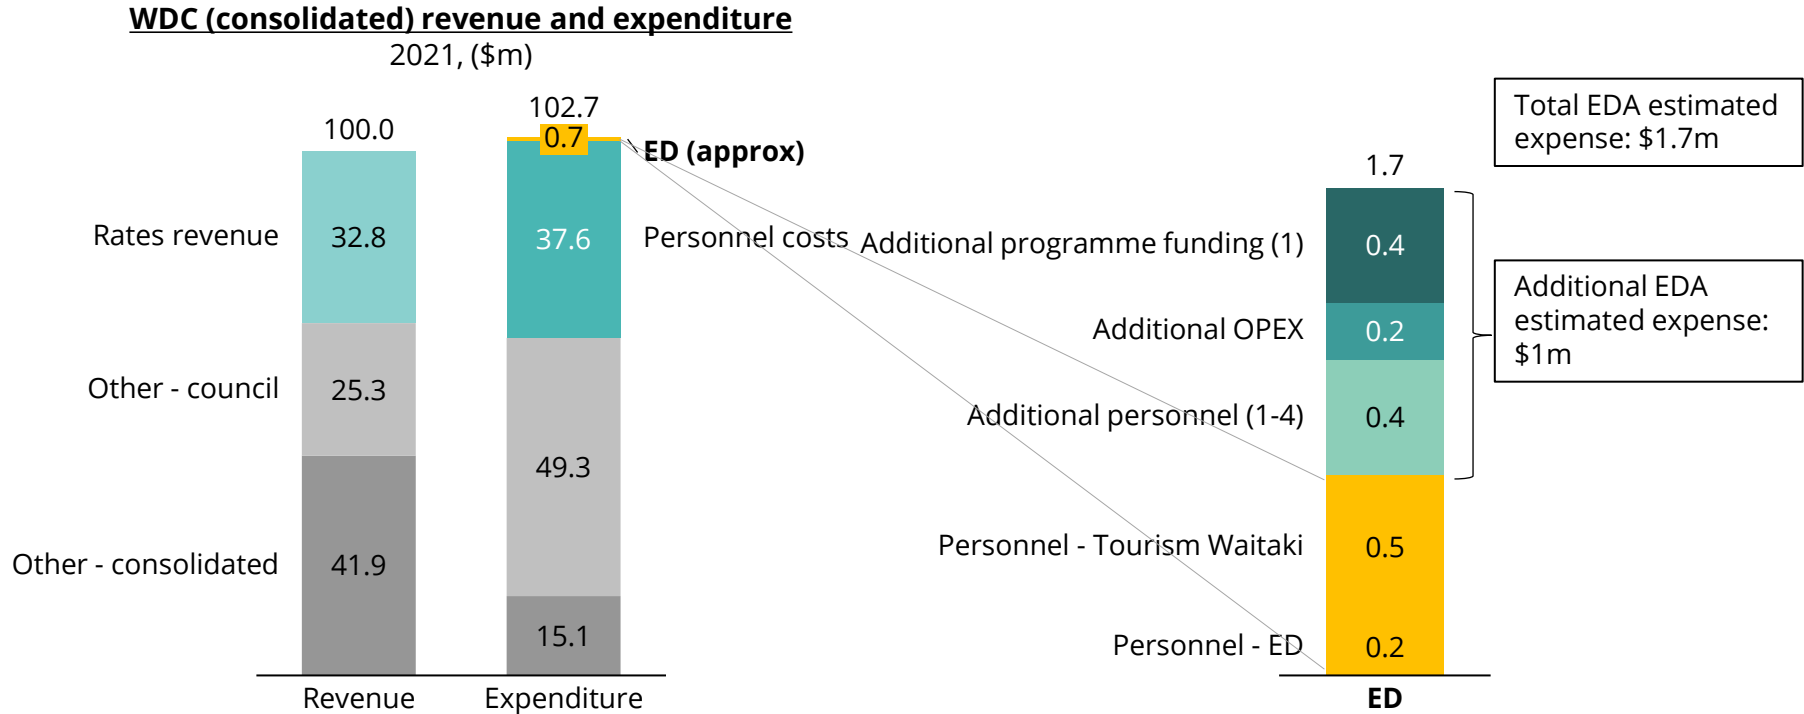 WDC (consolidated) revenue and expenditure
2021, ($m)
100.0
Rates revenue
32.8
Other - council
25.3
Other - consolidated
41.9
Revenue
102.7
0.7
ED (approx)
37.6
Personnel costs
49.3
15.1
Expenditure
1.7
Additional programme funding (1)
0.4
Additional OPEX
0.2
Additional personnel (1-4)
0.4
Personnel - Tourism Waitaki
0.5
Personnel - ED
0.2
ED
Total EDA estimated
expense: $1.7m
Additional EDA
estimated expense:
$1m